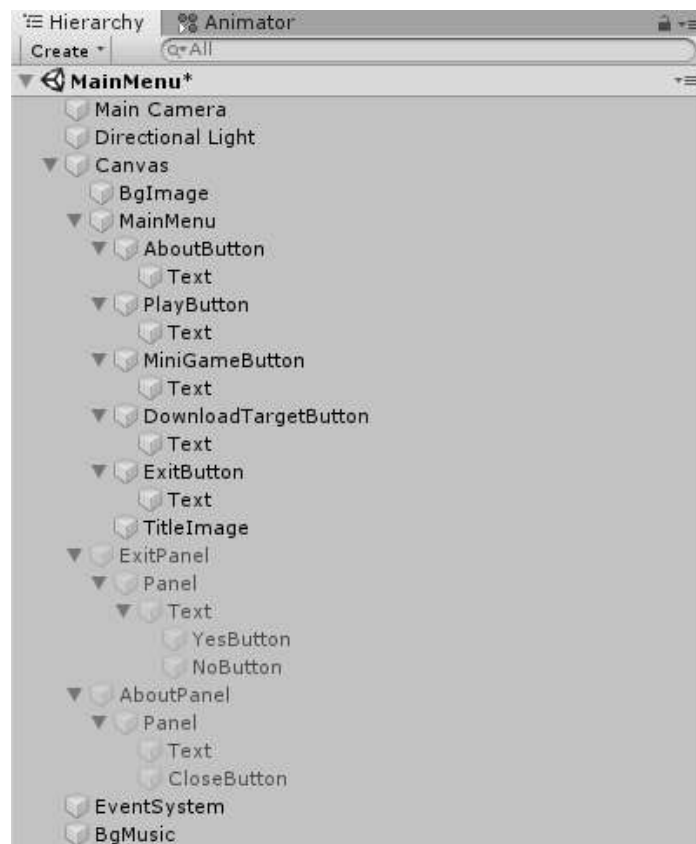 Hierarchy Animator
Create All
MainMenu*
Main Camera
Directional Light
Canvas
BgImage
MainMenu
AboutButton
Text
PlayButton
Text
MiniGameButton
Text
DownloadTargetButton
Text
ExitButton
Text
TitleImage
ExitPanel
Panel
Text
YesButton
NoButton
AboutPanel
Panel
Text
CloseButton
EventSystem
BgMusic